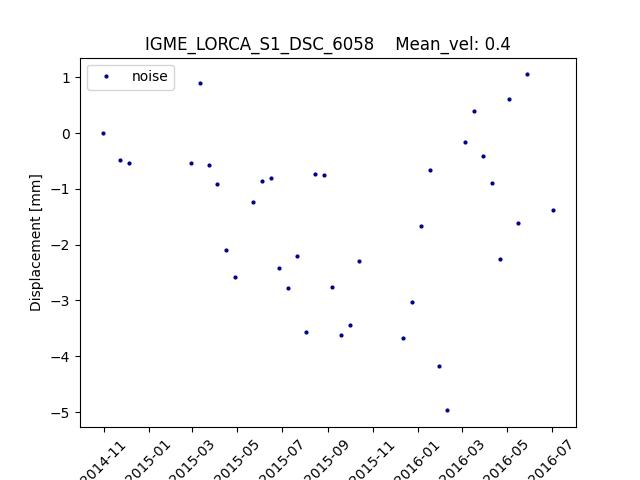 IGME_LORCA_S1_DSC_6058    Mean_vel: 0.4
noise
Displacement [mm]
1
0
−1
−2
−3
−4
−5
2014-11 2015-01 2015-03 2015-05 2015-07 2015-09 2015-11 2016-01 2016-03 2016-05 2016-07